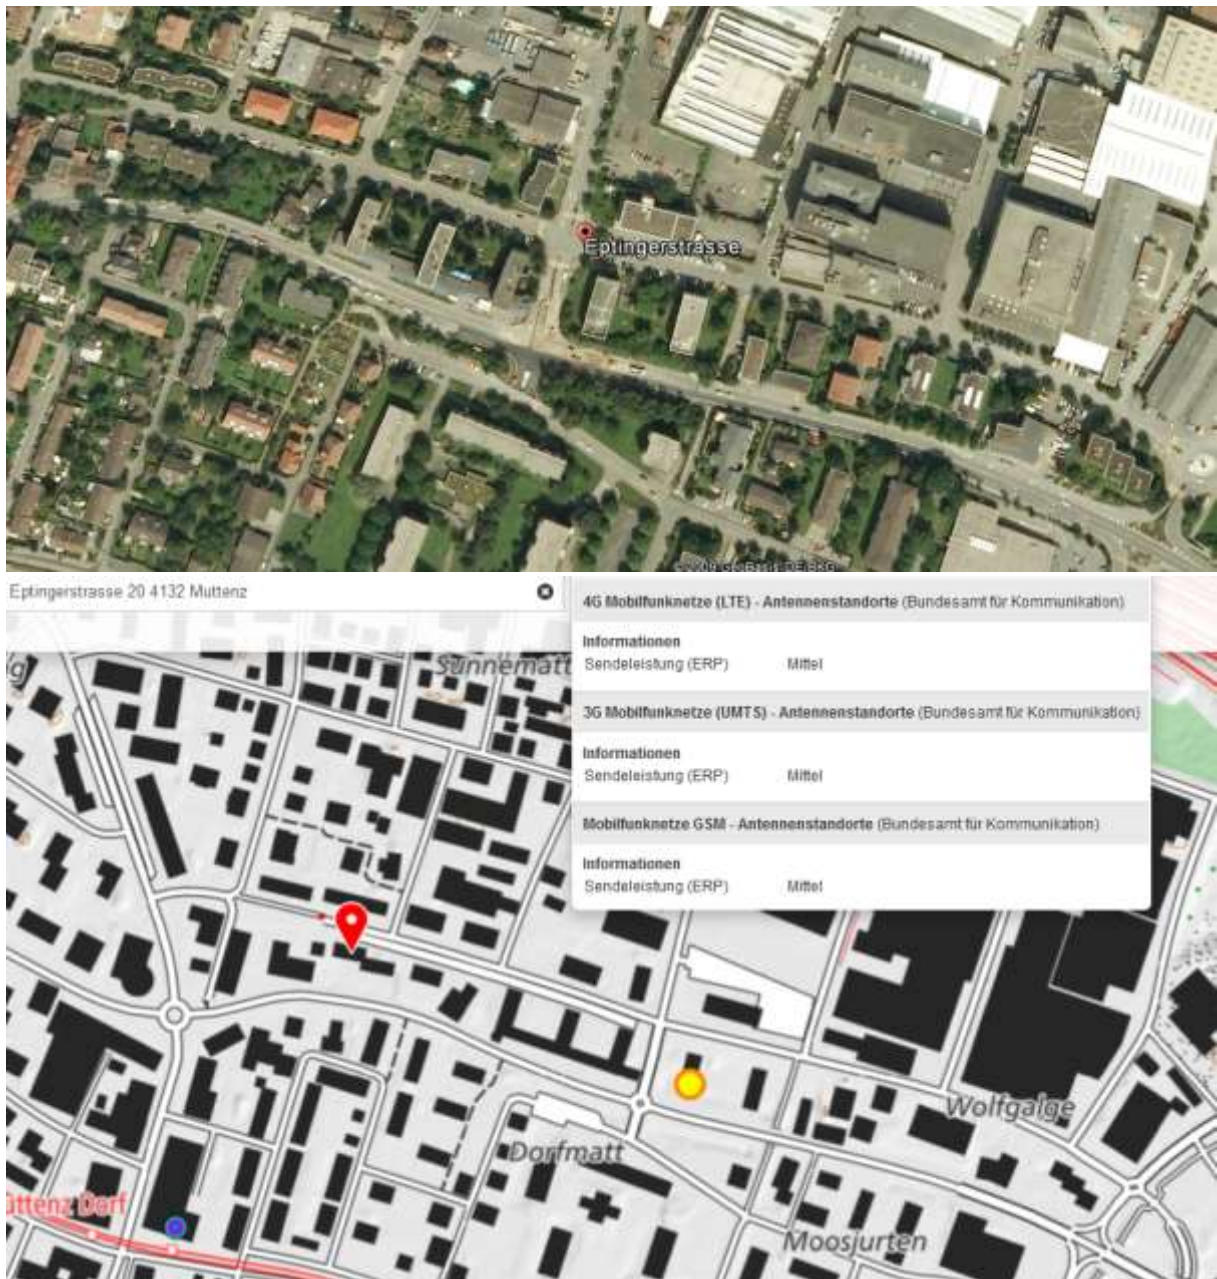 Eptingerstrasse
Eptingerstrasse 20 4132 Muttenz
4G Mobilfunknetze (LTE) - Antennenstandorte (Bundesamt für Kommunikation)
Informationen
Sendeleistung (ERP) Mittel
3G Mobilfunknetze (UMTS) - Antennenstandorte (Bundesamt für Kommunikation)
Informationen
Sendeleistung (ERP) Mittel
Mobilfunknetze GSM - Antennenstandorte (Bundesamt für Kommunikation)
Informationen
Sendeleistung (ERP) Mittel
Sunnematt
Wolfgalge
Dorfmatt
uttenz Dorf
Moosjurten